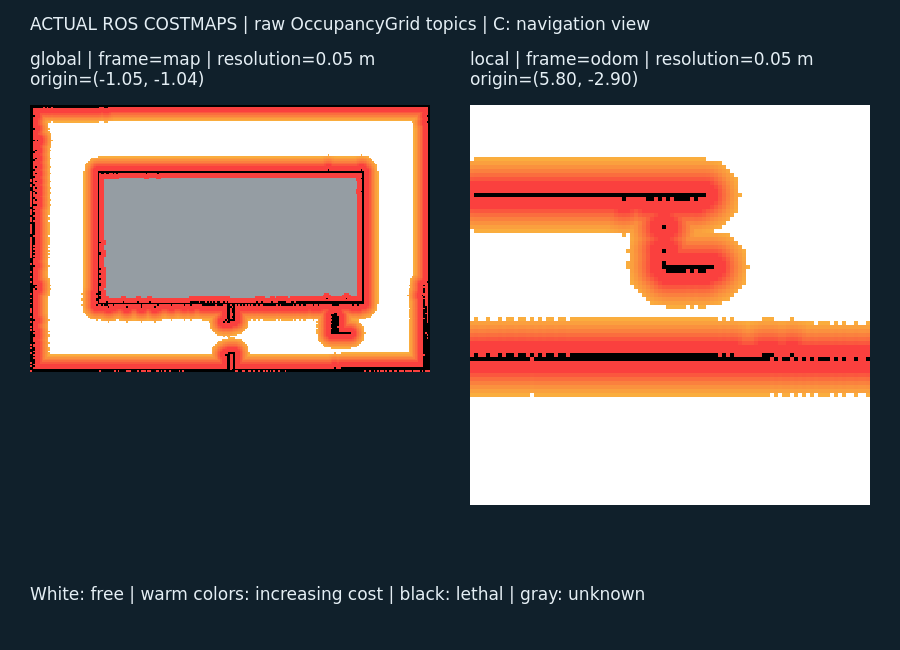 ACTUAL ROS COSTMAPS | raw OccupancyGrid topics | C: navigation view
global | frame=map | resolution=0.05 m
origin=(-1.05, -1.04)
local | frame=odom | resolution=0.05 m
origin=(5.80, -2.90)
White: free | warm colors: increasing cost | black: lethal | gray: unknown